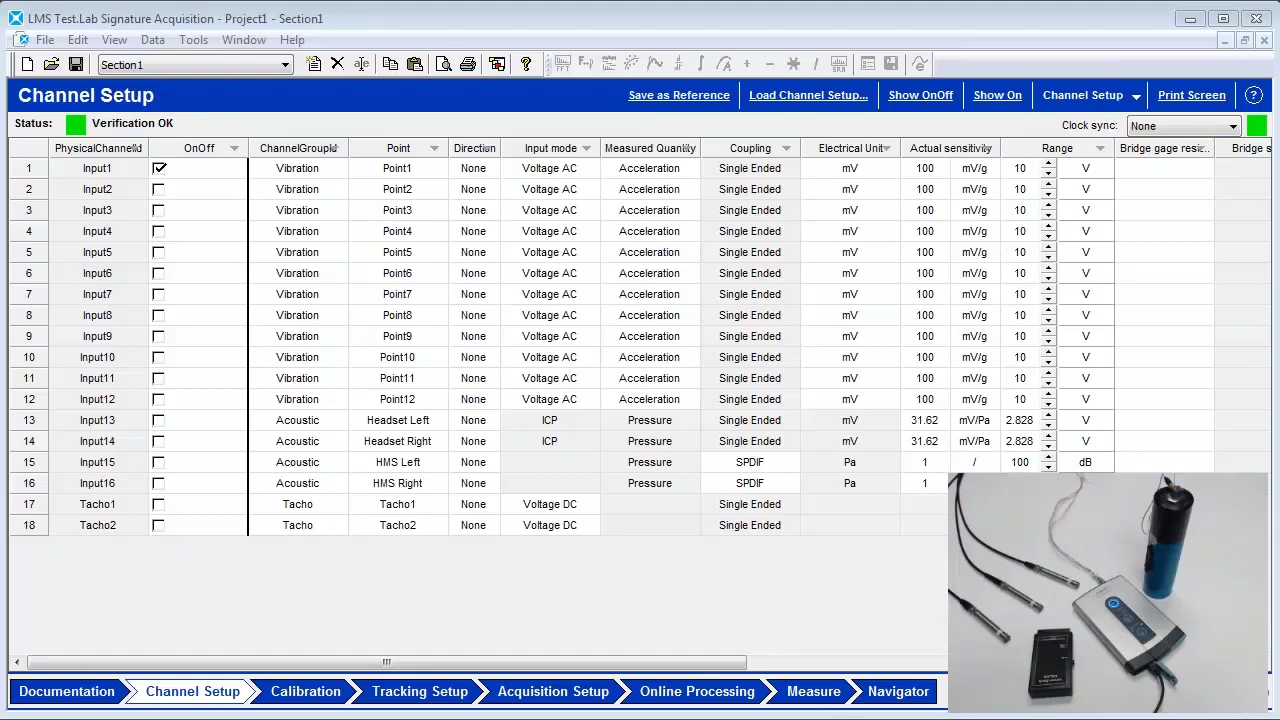 LMS Test.Lab Signature Acquisition - Project1 - Section1
File Edit View Data Tools Window Help
Section1
Channel Setup Save as Reference Load Channel Setup... Show OnOff Show On Channel Setup Print Screen ?
Status: Verification OK Clock sync: None
PhysicalChannelId OnOff ChannelGroupId Point Direction Input mode Measured Quantity Coupling Electrical Unit Actual sensitivity Range Bridge gage resi... Bridge s
1 Input1 Vibration Point1 None Voltage AC Acceleration Single Ended mV 100 mV/g 10 V
2 Input2 Vibration Point2 None Voltage AC Acceleration Single Ended mV 100 mV/g 10 V
3 Input3 Vibration Point3 None Voltage AC Acceleration Single Ended mV 100 mV/g 10 V
4 Input4 Vibration Point4 None Voltage AC Acceleration Single Ended mV 100 mV/g 10 V
5 Input5 Vibration Point5 None Voltage AC Acceleration Single Ended mV 100 mV/g 10 V
6 Input6 Vibration Point6 None Voltage AC Acceleration Single Ended mV 100 mV/g 10 V
7 Input7 Vibration Point7 None Voltage AC Acceleration Single Ended mV 100 mV/g 10 V
8 Input8 Vibration Point8 None Voltage AC Acceleration Single Ended mV 100 mV/g 10 V
9 Input9 Vibration Point9 None Voltage AC Acceleration Single Ended mV 100 mV/g 10 V
10 Input10 Vibration Point10 None Voltage AC Acceleration Single Ended mV 100 mV/g 10 V
11 Input11 Vibration Point11 None Voltage AC Acceleration Single Ended mV 100 mV/g 10 V
12 Input12 Vibration Point12 None Voltage AC Acceleration Single Ended mV 100 mV/g 10 V
13 Input13 Acoustic Headset Left None ICP Pressure Single Ended mV 31.62 mV/Pa 2.828 V
14 Input14 Acoustic Headset Right None ICP Pressure Single Ended mV 31.62 mV/Pa 2.828 V
15 Input15 Acoustic HMS Left None Pressure SPDIF Pa 1 / 100 dB
16 Input16 Acoustic HMS Right None Pressure SPDIF Pa 1
17 Tacho1 Tacho Tacho1 None Voltage DC Single Ended
18 Tacho2 Tacho Tacho2 None Voltage DC Single Ended
Documentation Channel Setup Calibration Tracking Setup Acquisition Se nline Processing easure Navigator